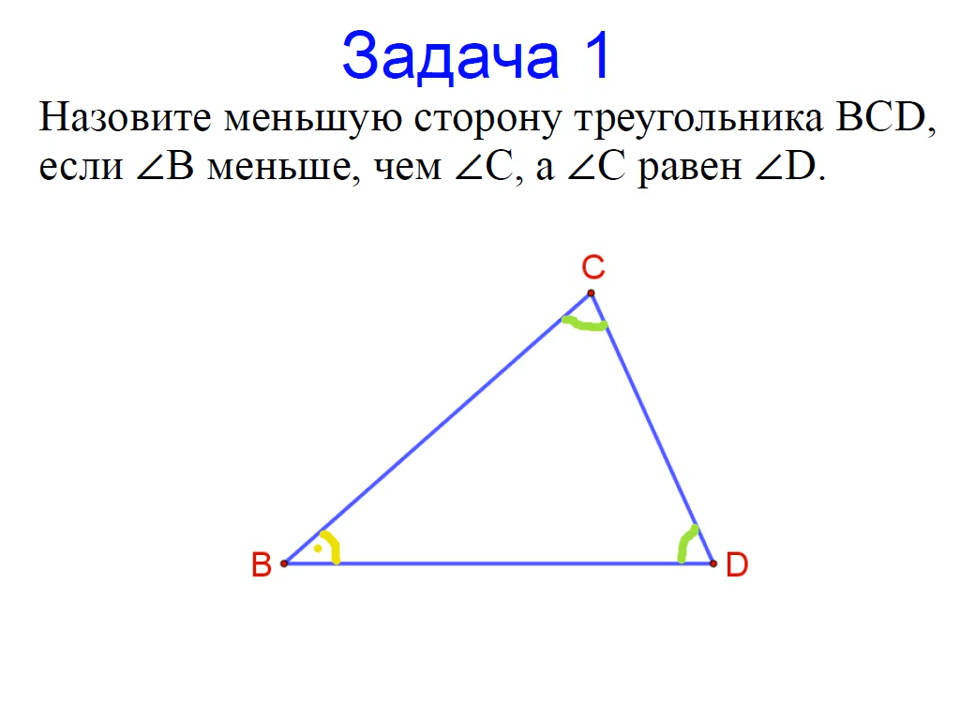 Задача 1
Назовите меньшую сторону треугольника BCD,
если ∠B меньше, чем ∠C, а ∠C равен ∠D.
C
B
D